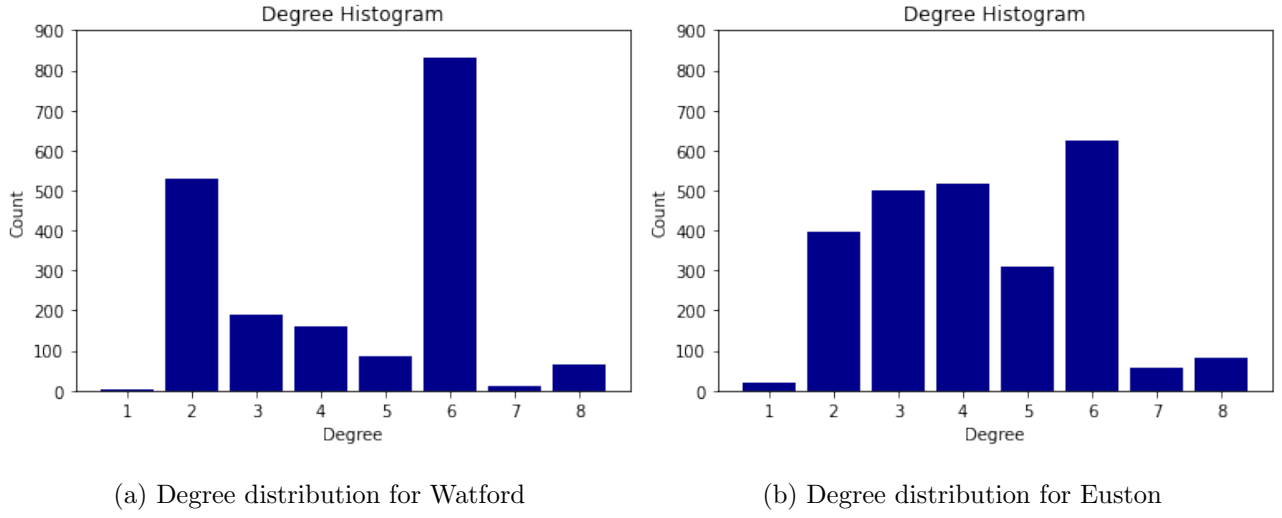 Degree Histogram
900
800
700
600
500
400
300
200
100
0
Count
1 2 3 4 5 6 7 8
Degree
(a) Degree distribution for Watford
Degree Histogram
900
800
700
600
500
400
300
200
100
0
Count
1 2 3 4 5 6 7 8
Degree
(b) Degree distribution for Euston